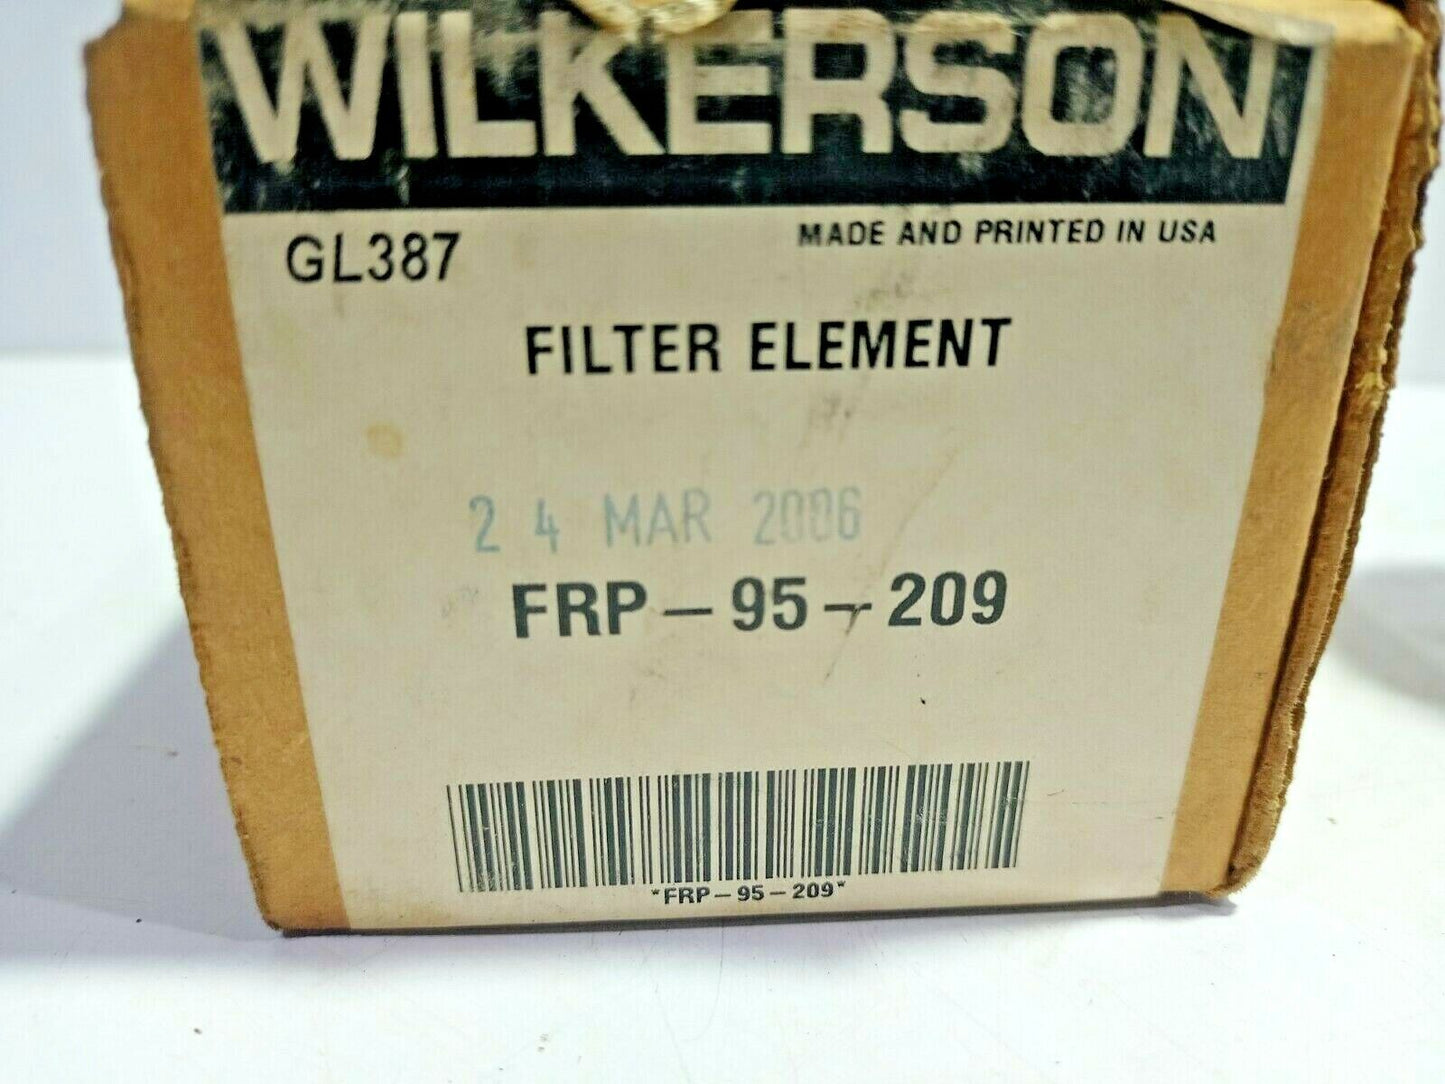 WILKERSON
GL387
MADE AND PRINTED IN USA
FILTER ELEMENT
24 MAR 2006
FRP-95-209
*FRP-95-209*